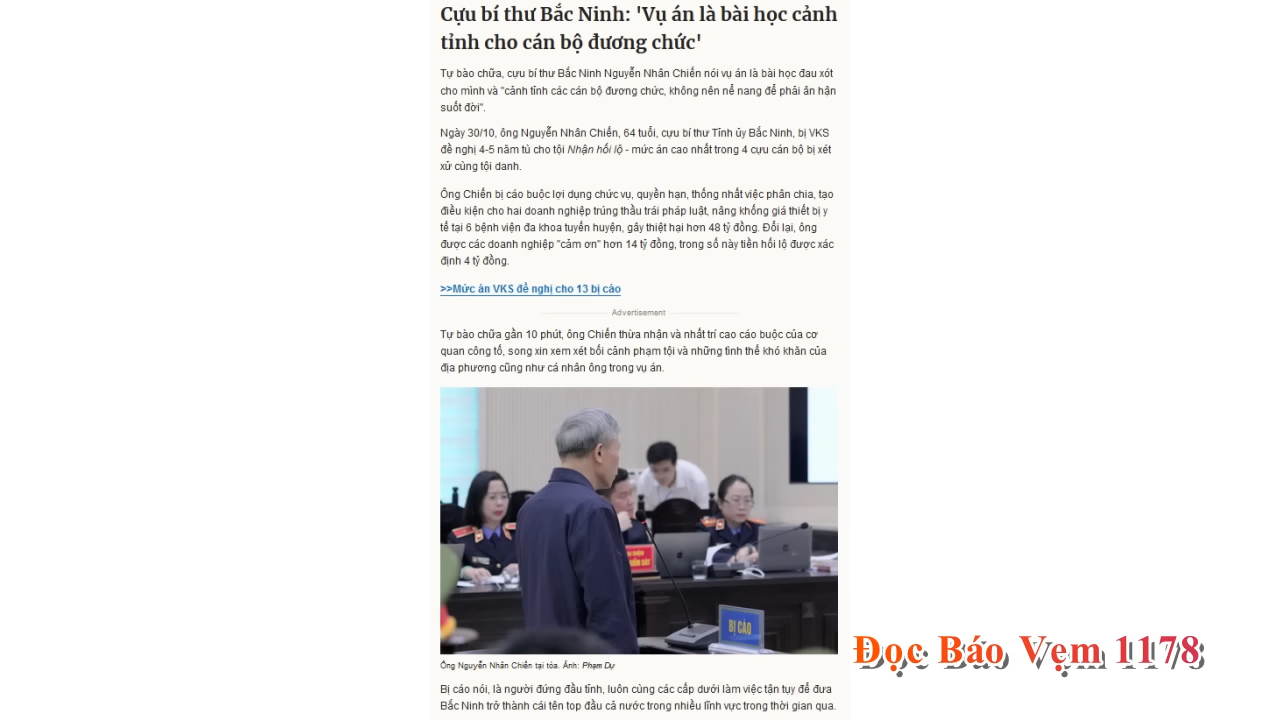 Cựu bí thư Bắc Ninh: 'Vụ án là bài học cảnh
tỉnh cho cán bộ đương chức'
Tự bào chữa, cựu bí thư Bắc Ninh Nguyễn Nhân Chiến nói vụ án là bài học đau xót
cho mình và "cảnh tỉnh các cán bộ đương chức, không nên nể nang để phải ân hận
suốt đời".
Ngày 30/10, ông Nguyễn Nhân Chiến, 64 tuổi, cựu bí thư Tỉnh ủy Bắc Ninh, bị VKS
đề nghị 4-5 năm tù cho tội Nhận hối lộ - mức án cao nhất trong 4 cựu cán bộ bị xét
xử cùng tội danh.
Ông Chiến bị cáo buộc lợi dụng chức vụ, quyền hạn, thống nhất việc phân chia, tạo
điều kiện cho hai doanh nghiệp trúng thầu trái pháp luật, nâng khống giá thiết bị y
tế tại 6 bệnh viện đa khoa tuyến huyện, gây thiệt hại hơn 48 tỷ đồng. Đổi lại, ông
được các doanh nghiệp "cảm ơn" hơn 14 tỷ đồng, trong số này tiền hối lộ được xác
định 4 tỷ đồng.
>>Mức án VKS đề nghị cho 13 bị cáo
Advertisement
Tự bào chữa gần 10 phút, ông Chiến thừa nhận và nhất trí cao cáo buộc của cơ
quan công tố, song xin xem xét bối cảnh phạm tội và những tình thế khó khăn của
địa phương cũng như cá nhân ông trong vụ án.
BỊ CÁO
Ông Nguyễn Nhân Chiến tại tòa. Ảnh: Phạm Dự
Đọc Báo Vẹm 1178
Bị cáo nói, là người đứng đầu tỉnh, luôn cùng các cấp dưới làm việc tận tụy để đưa
Bắc Ninh trở thành cái tên top đầu cả nước trong nhiều lĩnh vực trong thời gian qua.